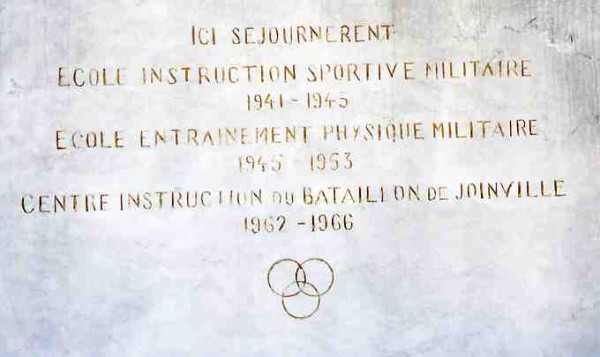 ICI SEJOURNERENT
ECOLE INSTRUCTION SPORTIVE MILITAIRE
1941 - 1945
ECOLE ENTRAINEMENT PHYSIQUE MILITAIRE
1945 - 1953
CENTRE INSTRUCTION DU BATAILLON DE JOINVILLE
1962 - 1966